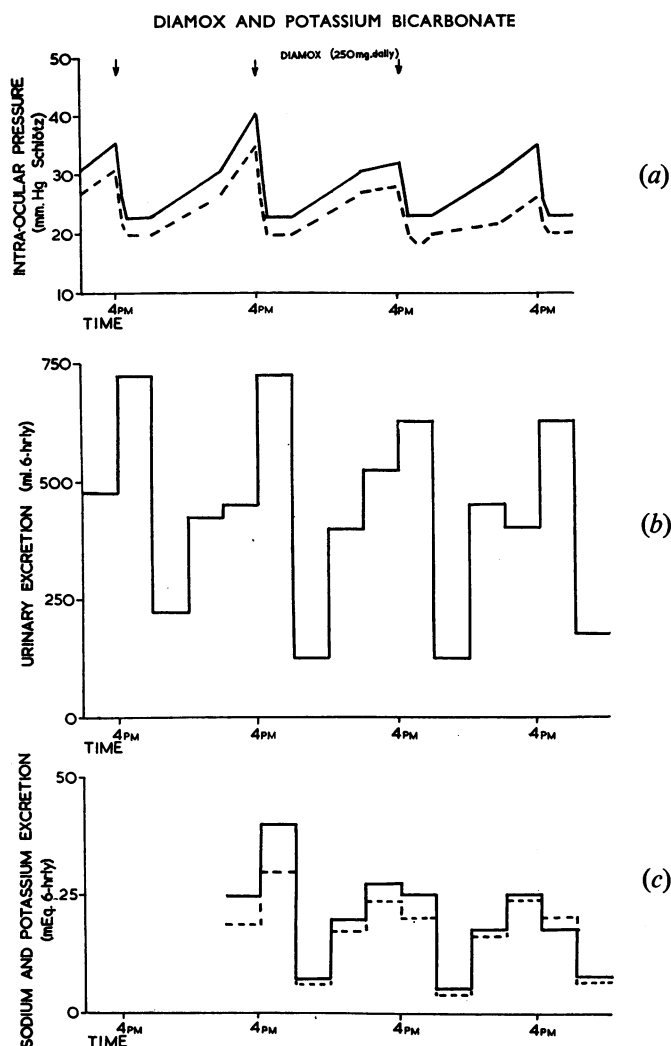 DIAMOX AND POTASSIUM BICARBONATE
DIAMOX (250mg.daily)
INTRA-OCULAR PRESSURE
(mm. Hg Schiötz)
50
40
30
20
10
4PM
4PM
4PM
4PM
TIME
(a)
URINARY EXCRETION (ml. 6-hrly)
750
500
250
0
4PM
4PM
4PM
4PM
TIME
(b)
SODIUM AND POTASSIUM EXCRETION
(mEq. 6-hrly)
50
25
0
4PM
4PM
4PM
4PM
TIME
(c)